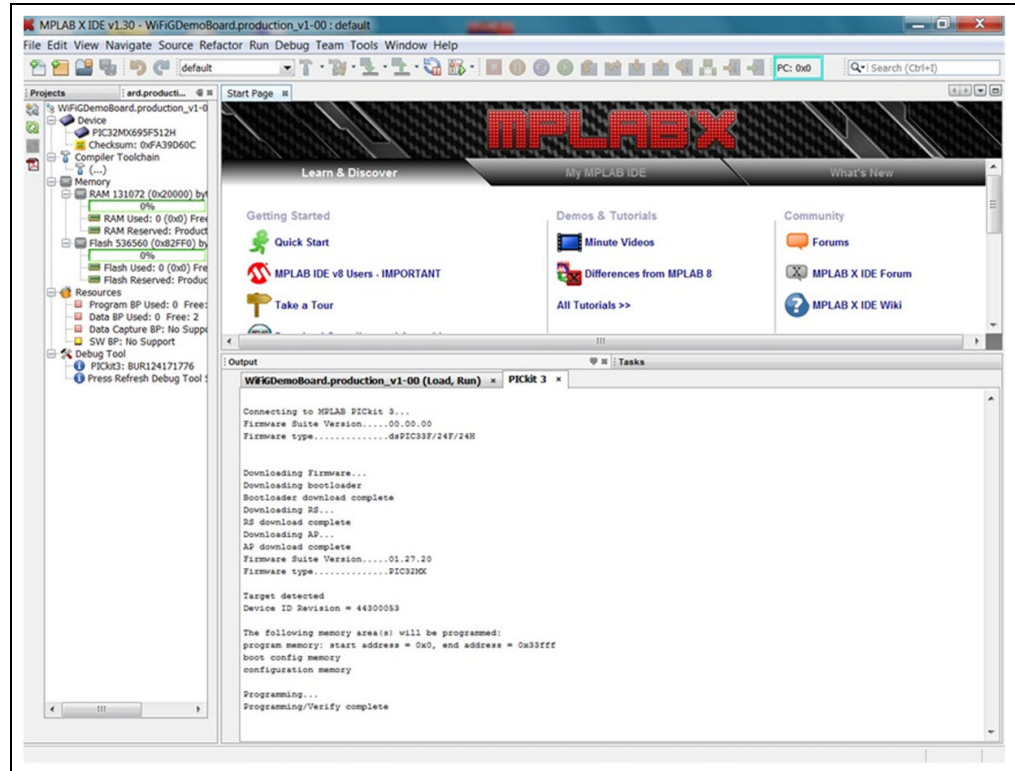 MPLAB X IDE v1.30 - WiFiGDemoBoard.production_v1-00 : default
File Edit View Navigate Source Refactor Run Debug Team Tools Window Help
default
PC: 0x0
Search (Ctrl+I)
Projects
ard.producti...
WiFiGDemoBoard.production_v1-0
Device
PIC32MX695F512H
Checksum: 0xFA39D60C
Compiler Toolchain
(...)
Memory
RAM 131072 (0x20000) byt
0%
RAM Used: 0 (0x0) Free
RAM Reserved: Product
Flash 536560 (0x82FF0) by
0%
Flash Used: 0 (0x0) Fre
Flash Reserved: Produc
Resources
Program BP Used: 0 Free:
Data BP Used: 0 Free: 2
Data Capture BP: No Suppo
SW BP: No Support
Debug Tool
PICkit3: BUR124171776
Press Refresh Debug Tool S
Start Page
MPLABX
Learn & Discover
My MPLAB IDE
What's New
Getting Started
Quick Start
MPLAB IDE v8 Users - IMPORTANT
Take a Tour
Demos & Tutorials
Minute Videos
Differences from MPLAB 8
All Tutorials >>
Community
Forums
MPLAB X IDE Forum
MPLAB X IDE Wiki
Output
Tasks
WiFiGDemoBoard.production_v1-00 (Load, Run) ×
PICkit 3 ×
Connecting to MPLAB PICkit 3...
Firmware Suite Version.....00.00.00
Firmware type..............dsPIC33F/24F/24H
Downloading Firmware...
Downloading bootloader
Bootloader download complete
Downloading RS...
RS download complete
Downloading AP...
AP download complete
Firmware Suite Version.....01.27.20
Firmware type..............PIC32MX
Target detected
Device ID Revision = 44300053
The following memory area(s) will be programmed:
program memory: start address = 0x0, end address = 0x33fff
boot config memory
configuration memory
Programming...
Programming/Verify complete